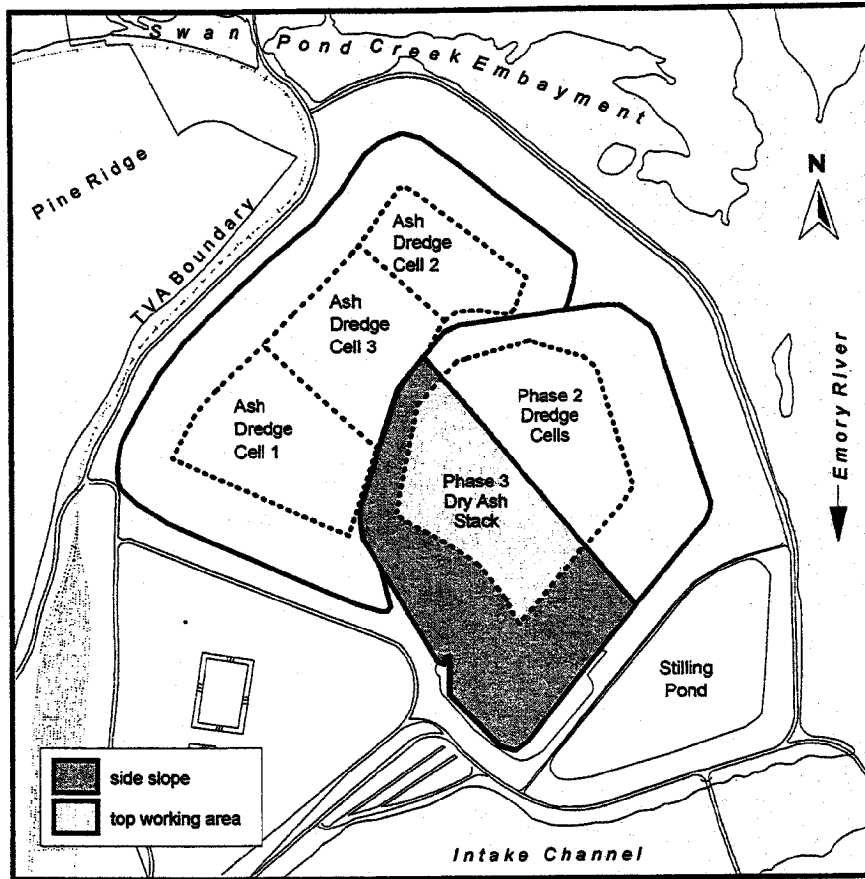 Swan Pond Creek Embayment
Pine Ridge
TVA Boundary
N
Ash
Dredge
Cell 2
Ash
Dredge
Cell 3
Ash
Dredge
Cell 1
Phase 2
Dredge
Cells
Phase 3
Dry Ash
Stack
Emory River
Stilling
Pond
side slope
top working area
Intake Channel